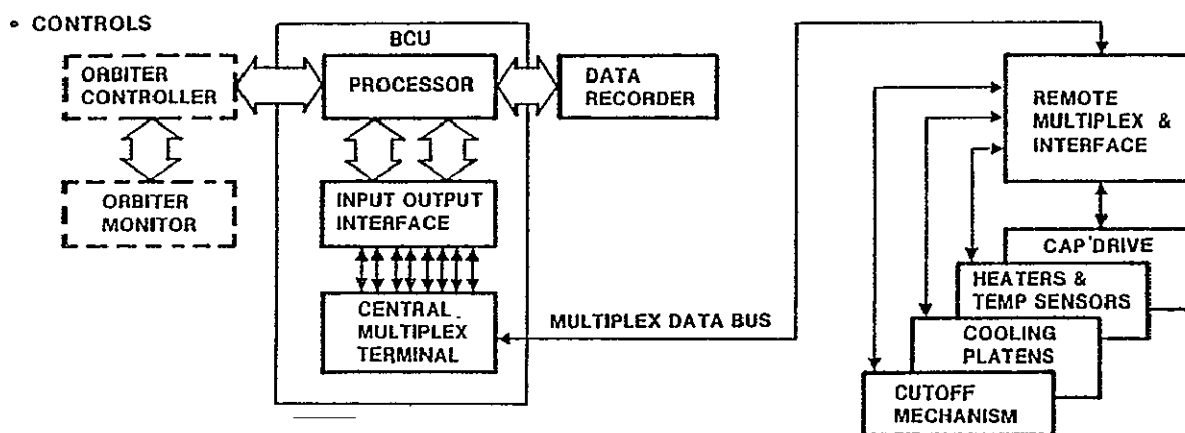 • CONTROLS
BCU
ORBITER
CONTROLLER
PROCESSOR
DATA
RECORDER
ORBITER
MONITOR
INPUT OUTPUT
INTERFACE
CENTRAL
MULTIPLEX
TERMINAL
MULTIPLEX DATA BUS
REMOTE
MULTIPLEX &
INTERFACE
CAP DRIVE
HEATERS &
TEMP SENSORS
COOLING
PLATENS
CUTOFF
MECHANISM